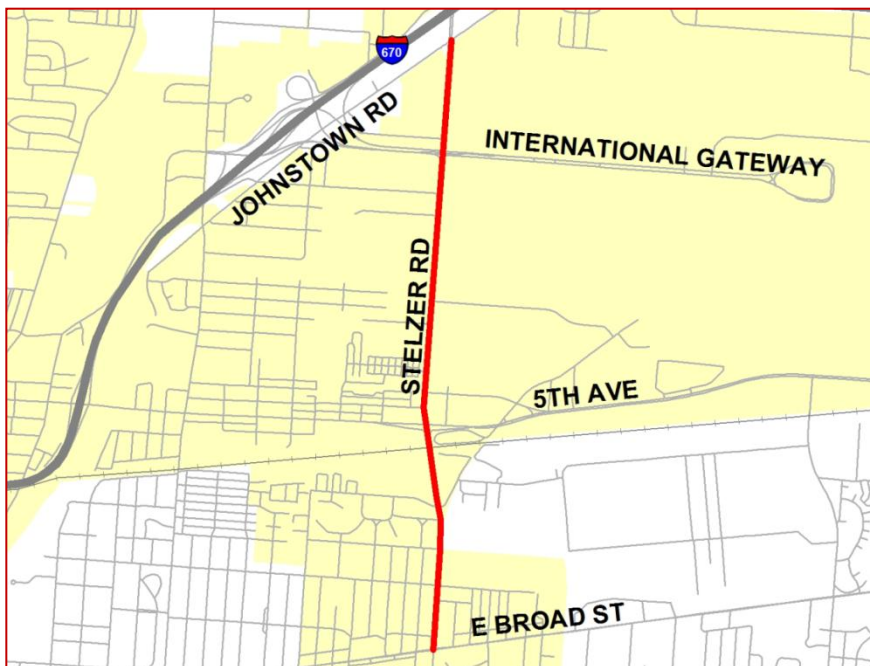 670
JOHNSTOWN RD
INTERNATIONAL GATEWAY
STELZER RD
5TH AVE
E BROAD ST